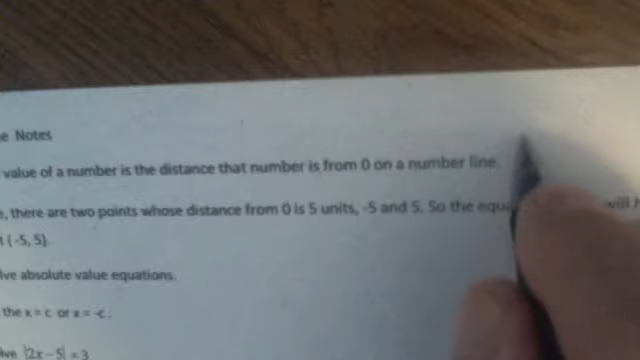 e Notes
value of a number is the distance that number is from 0 on a number line.
e, there are two points whose distance from 0 is 5 units, -5 and 5. So the equ
t {-5, 5}.
lve absolute value equations.
the x = c or x = -c.
lve |2x-5| = 3